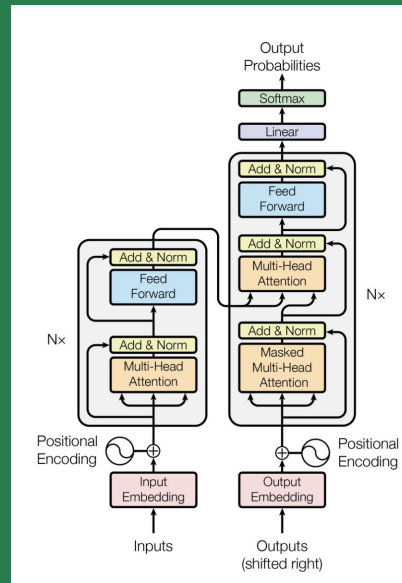 Output
Probabilities
Softmax
Linear
Add & Norm
Feed
Forward
Add & Norm
Multi-Head
Attention
N×
Add & Norm
Masked
Multi-Head
Attention
Add & Norm
Feed
Forward
N×
Add & Norm
Multi-Head
Attention
Positional
Encoding
Positional
Encoding
Input
Embedding
Output
Embedding
Inputs
Outputs
(shifted right)